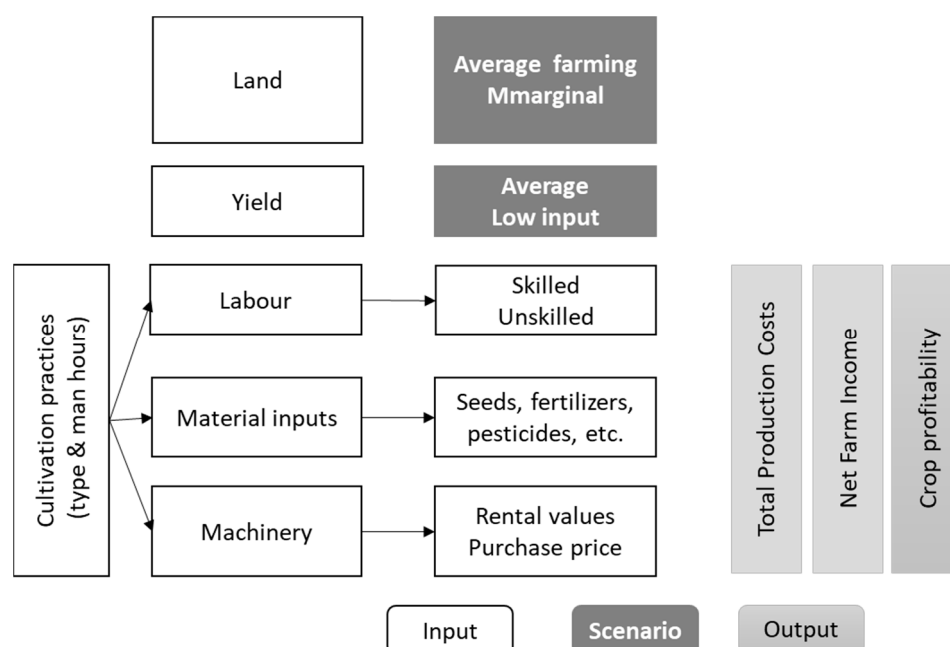 Land
Average farming
Mmarginal
Yield
Average
Low input
Cultivation practices
(type & man hours)
Labour
Skilled
Unskilled
Material inputs
Seeds, fertilizers,
pesticides, etc.
Machinery
Rental values
Purchase price
Total Production Costs
Net Farm Income
Crop profitability
Input
Scenario
Output